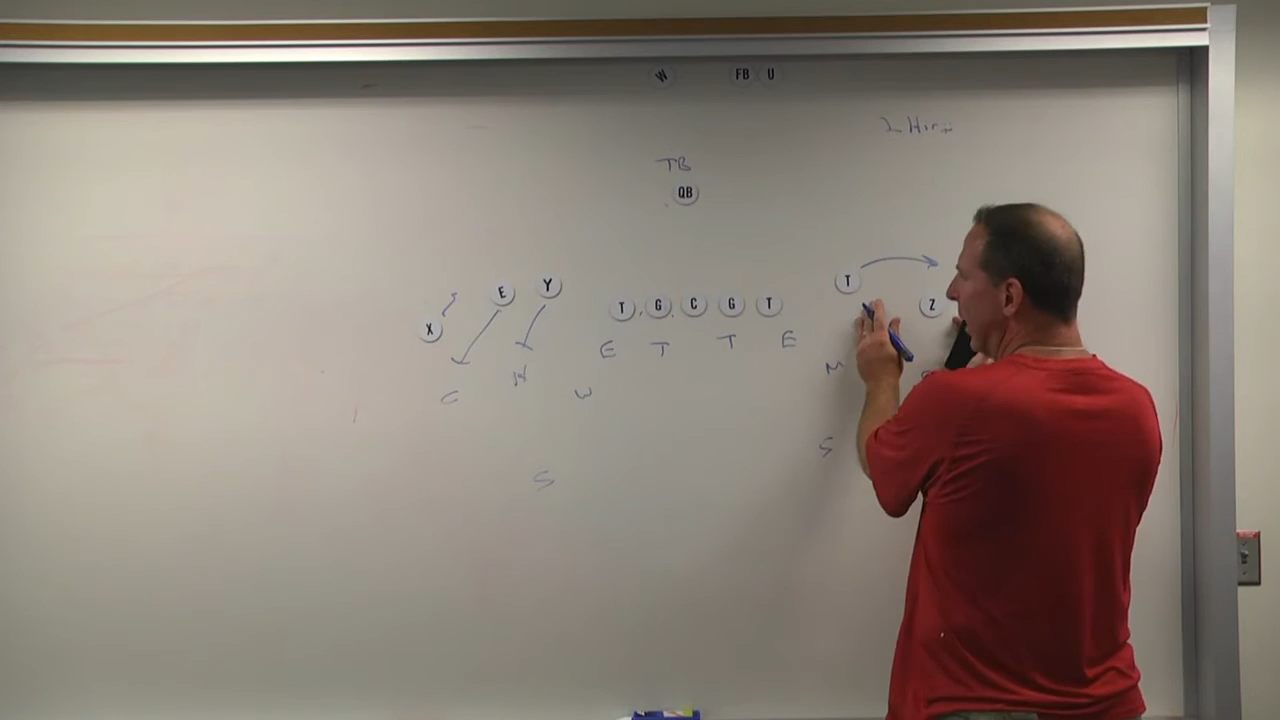 W FB U
TB
QB
X E Y T G C G T T Z
E T T E
C N W M
S S